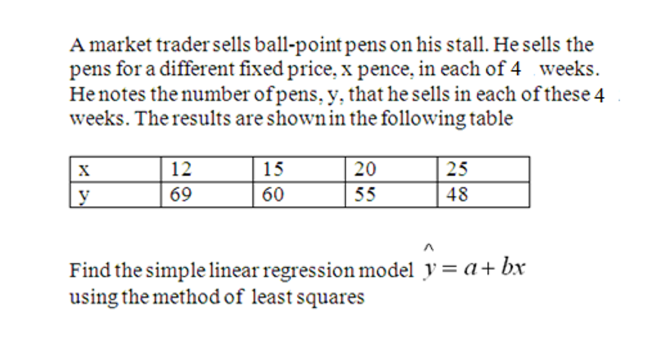 A market trader sells ball-point pens on his stall. He sells the
pens for a different fixed price, x pence, in each of 4 weeks.
He notes the number of pens, y, that he sells in each of these 4
weeks. The results are shown in the following table
x 12 15 20 25
y 69 60 55 48
Find the simple linear regression model ŷ = a + bx
using the method of least squares